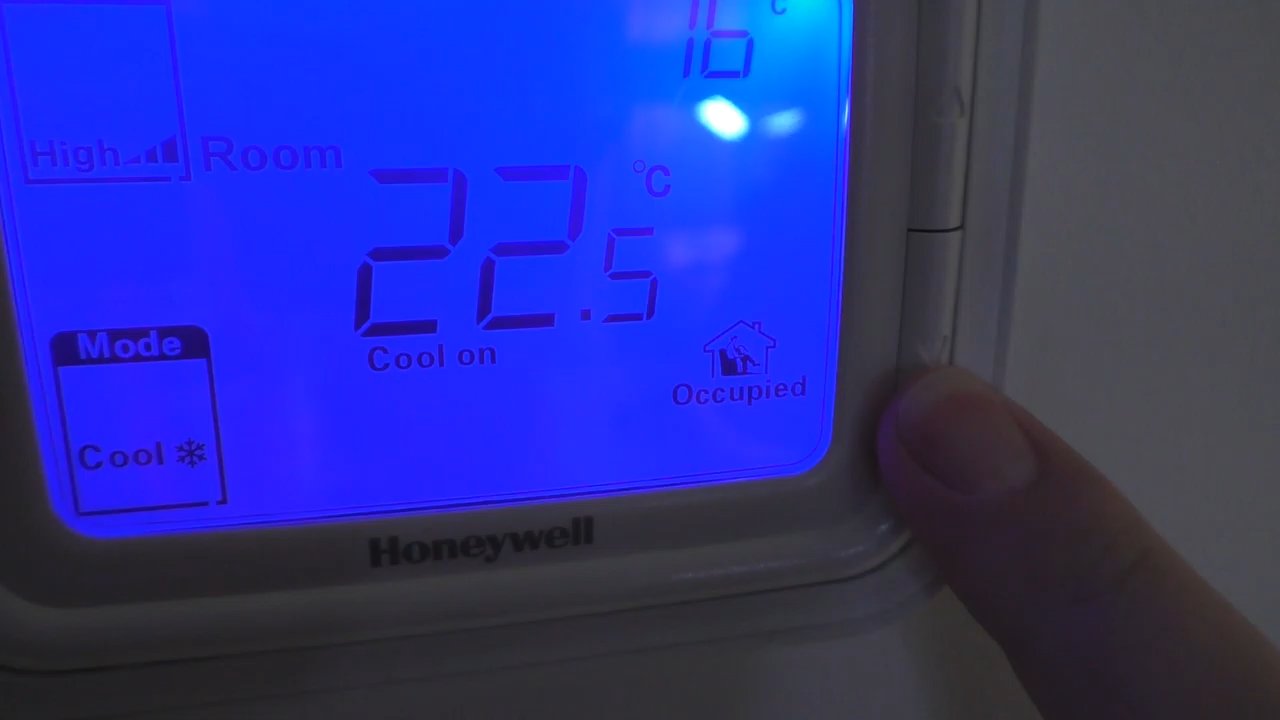 16 °C
High Room
22.5 °C
Cool on
Mode
Occupied
Cool
Honeywell